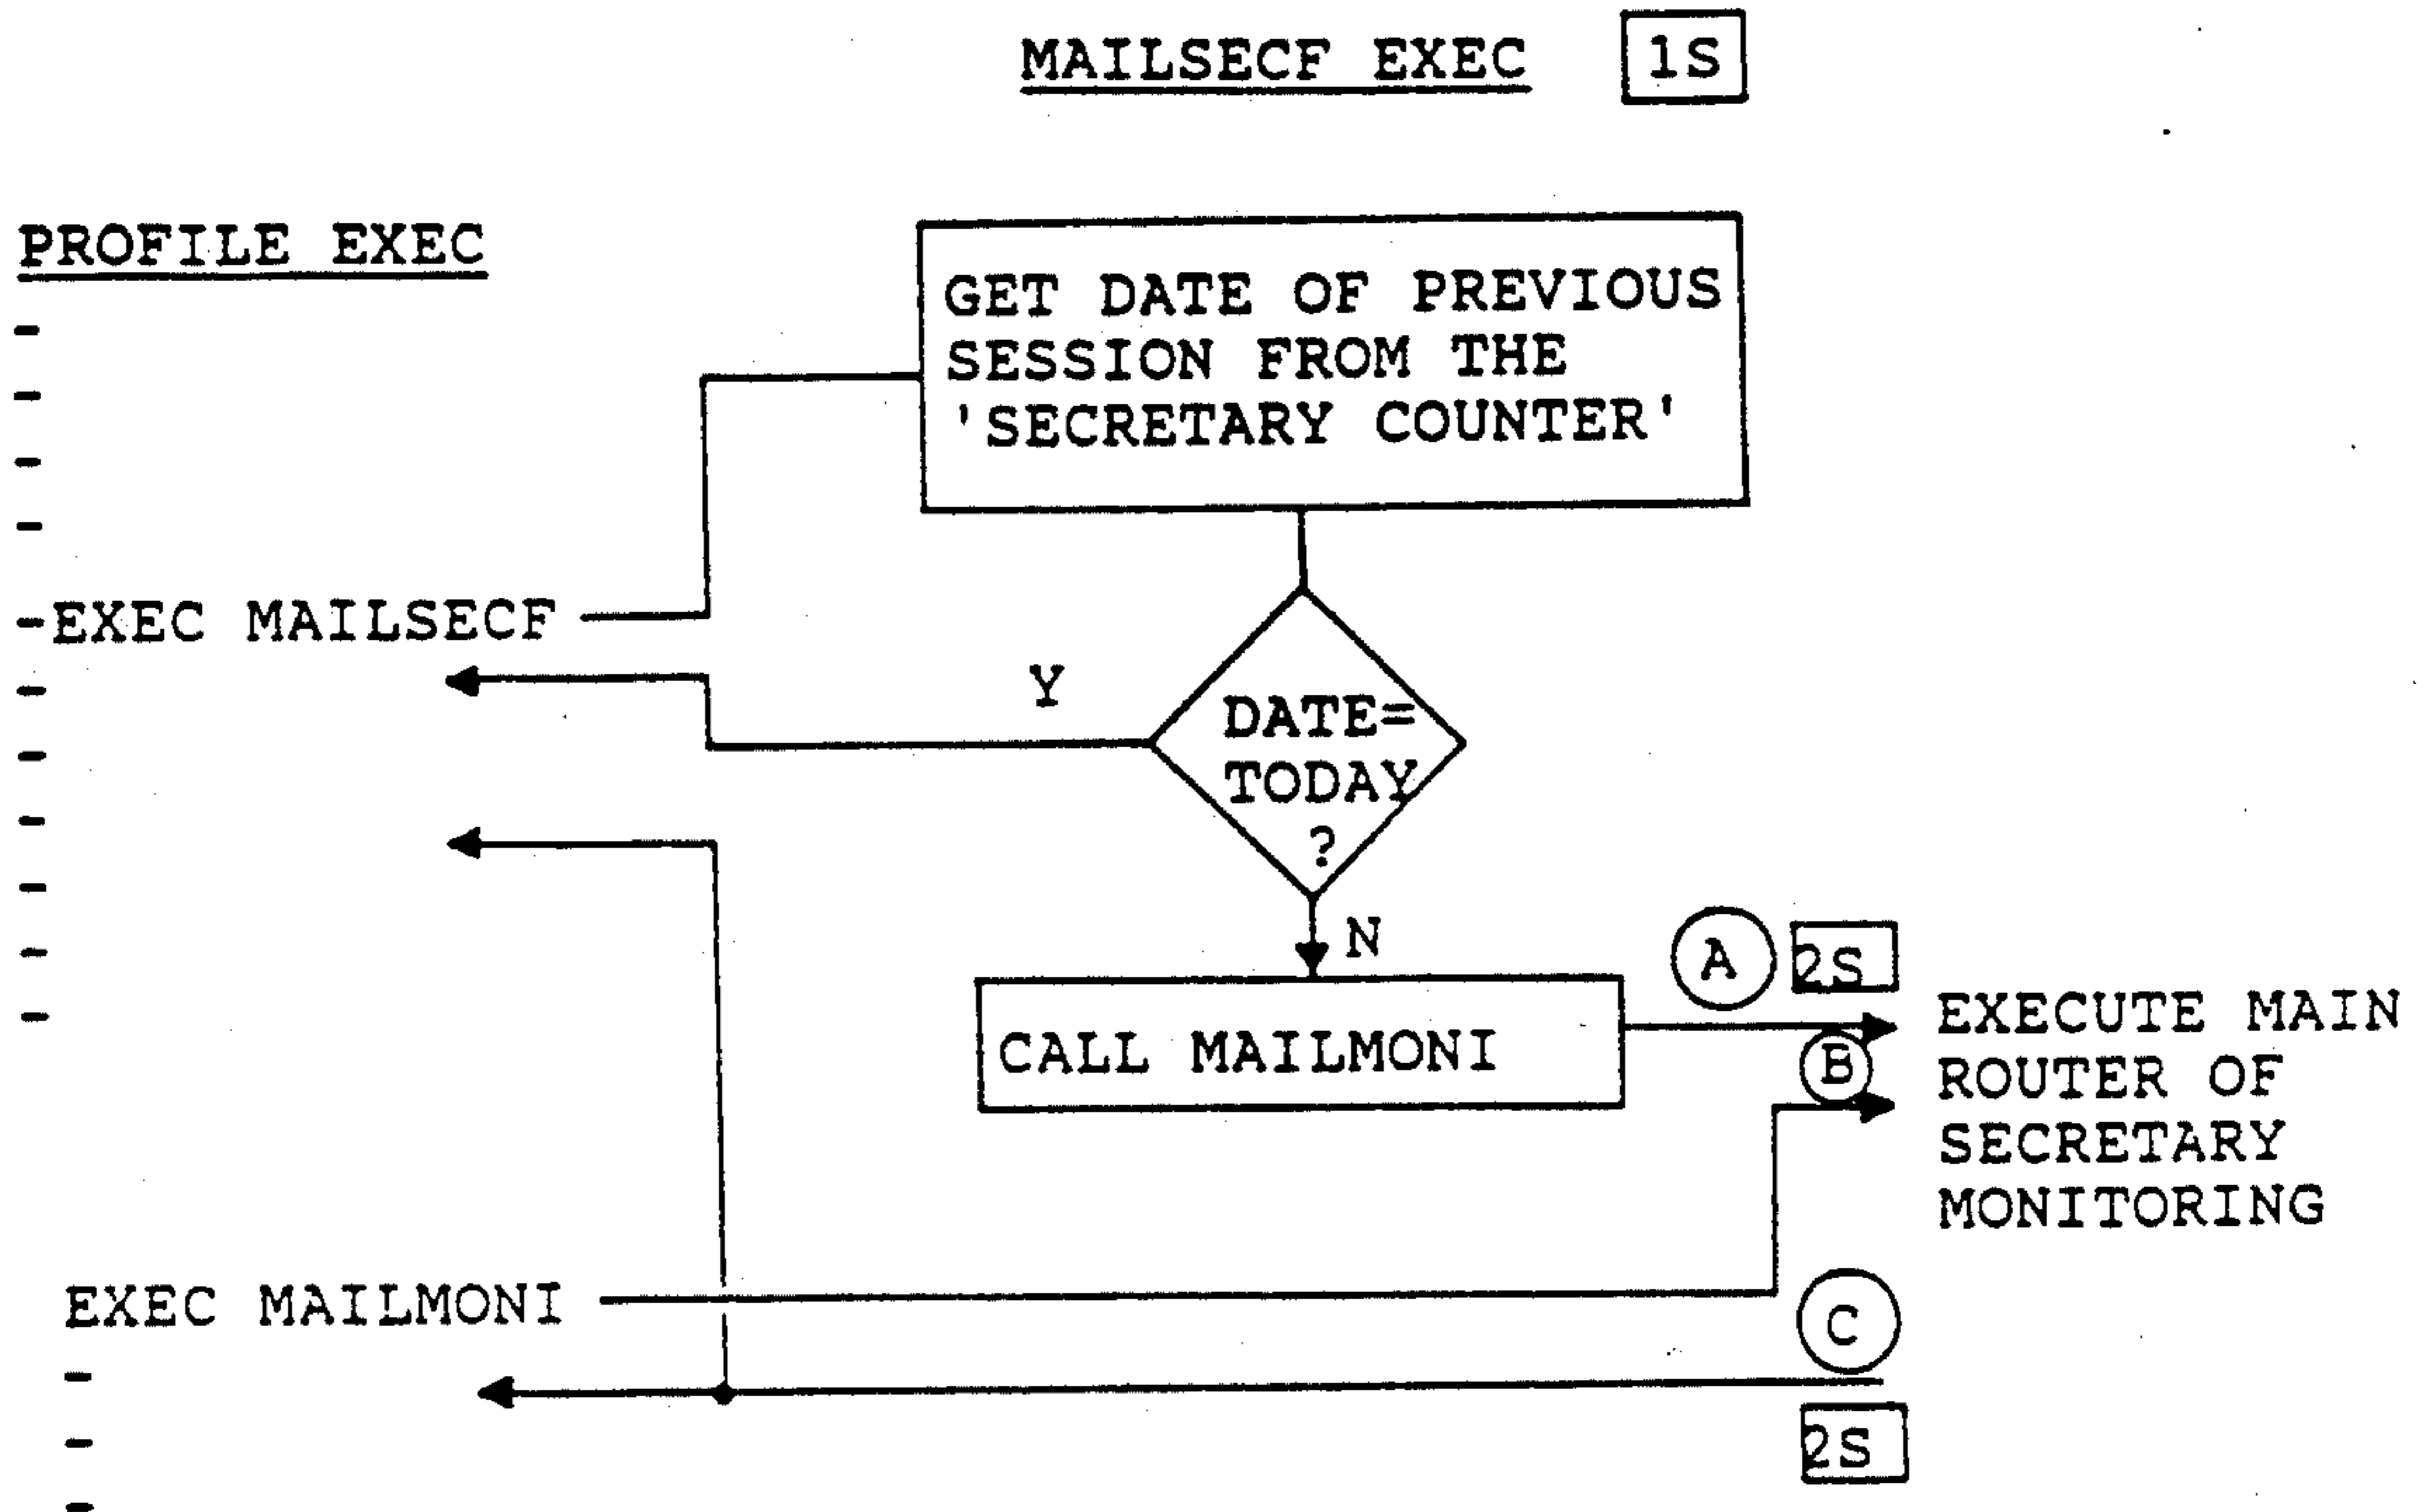 MAILSECF EXEC 1S
PROFILE EXEC
GET DATE OF PREVIOUS
SESSION FROM THE
'SECRETARY COUNTER'
-EXEC MAILSECF
Y
DATE=
TODAY
?
N
A 2S
CALL MAILMONI
B
EXECUTE MAIN
ROUTER OF
SECRETARY
MONITORING
EXEC MAILMONI
C
2S